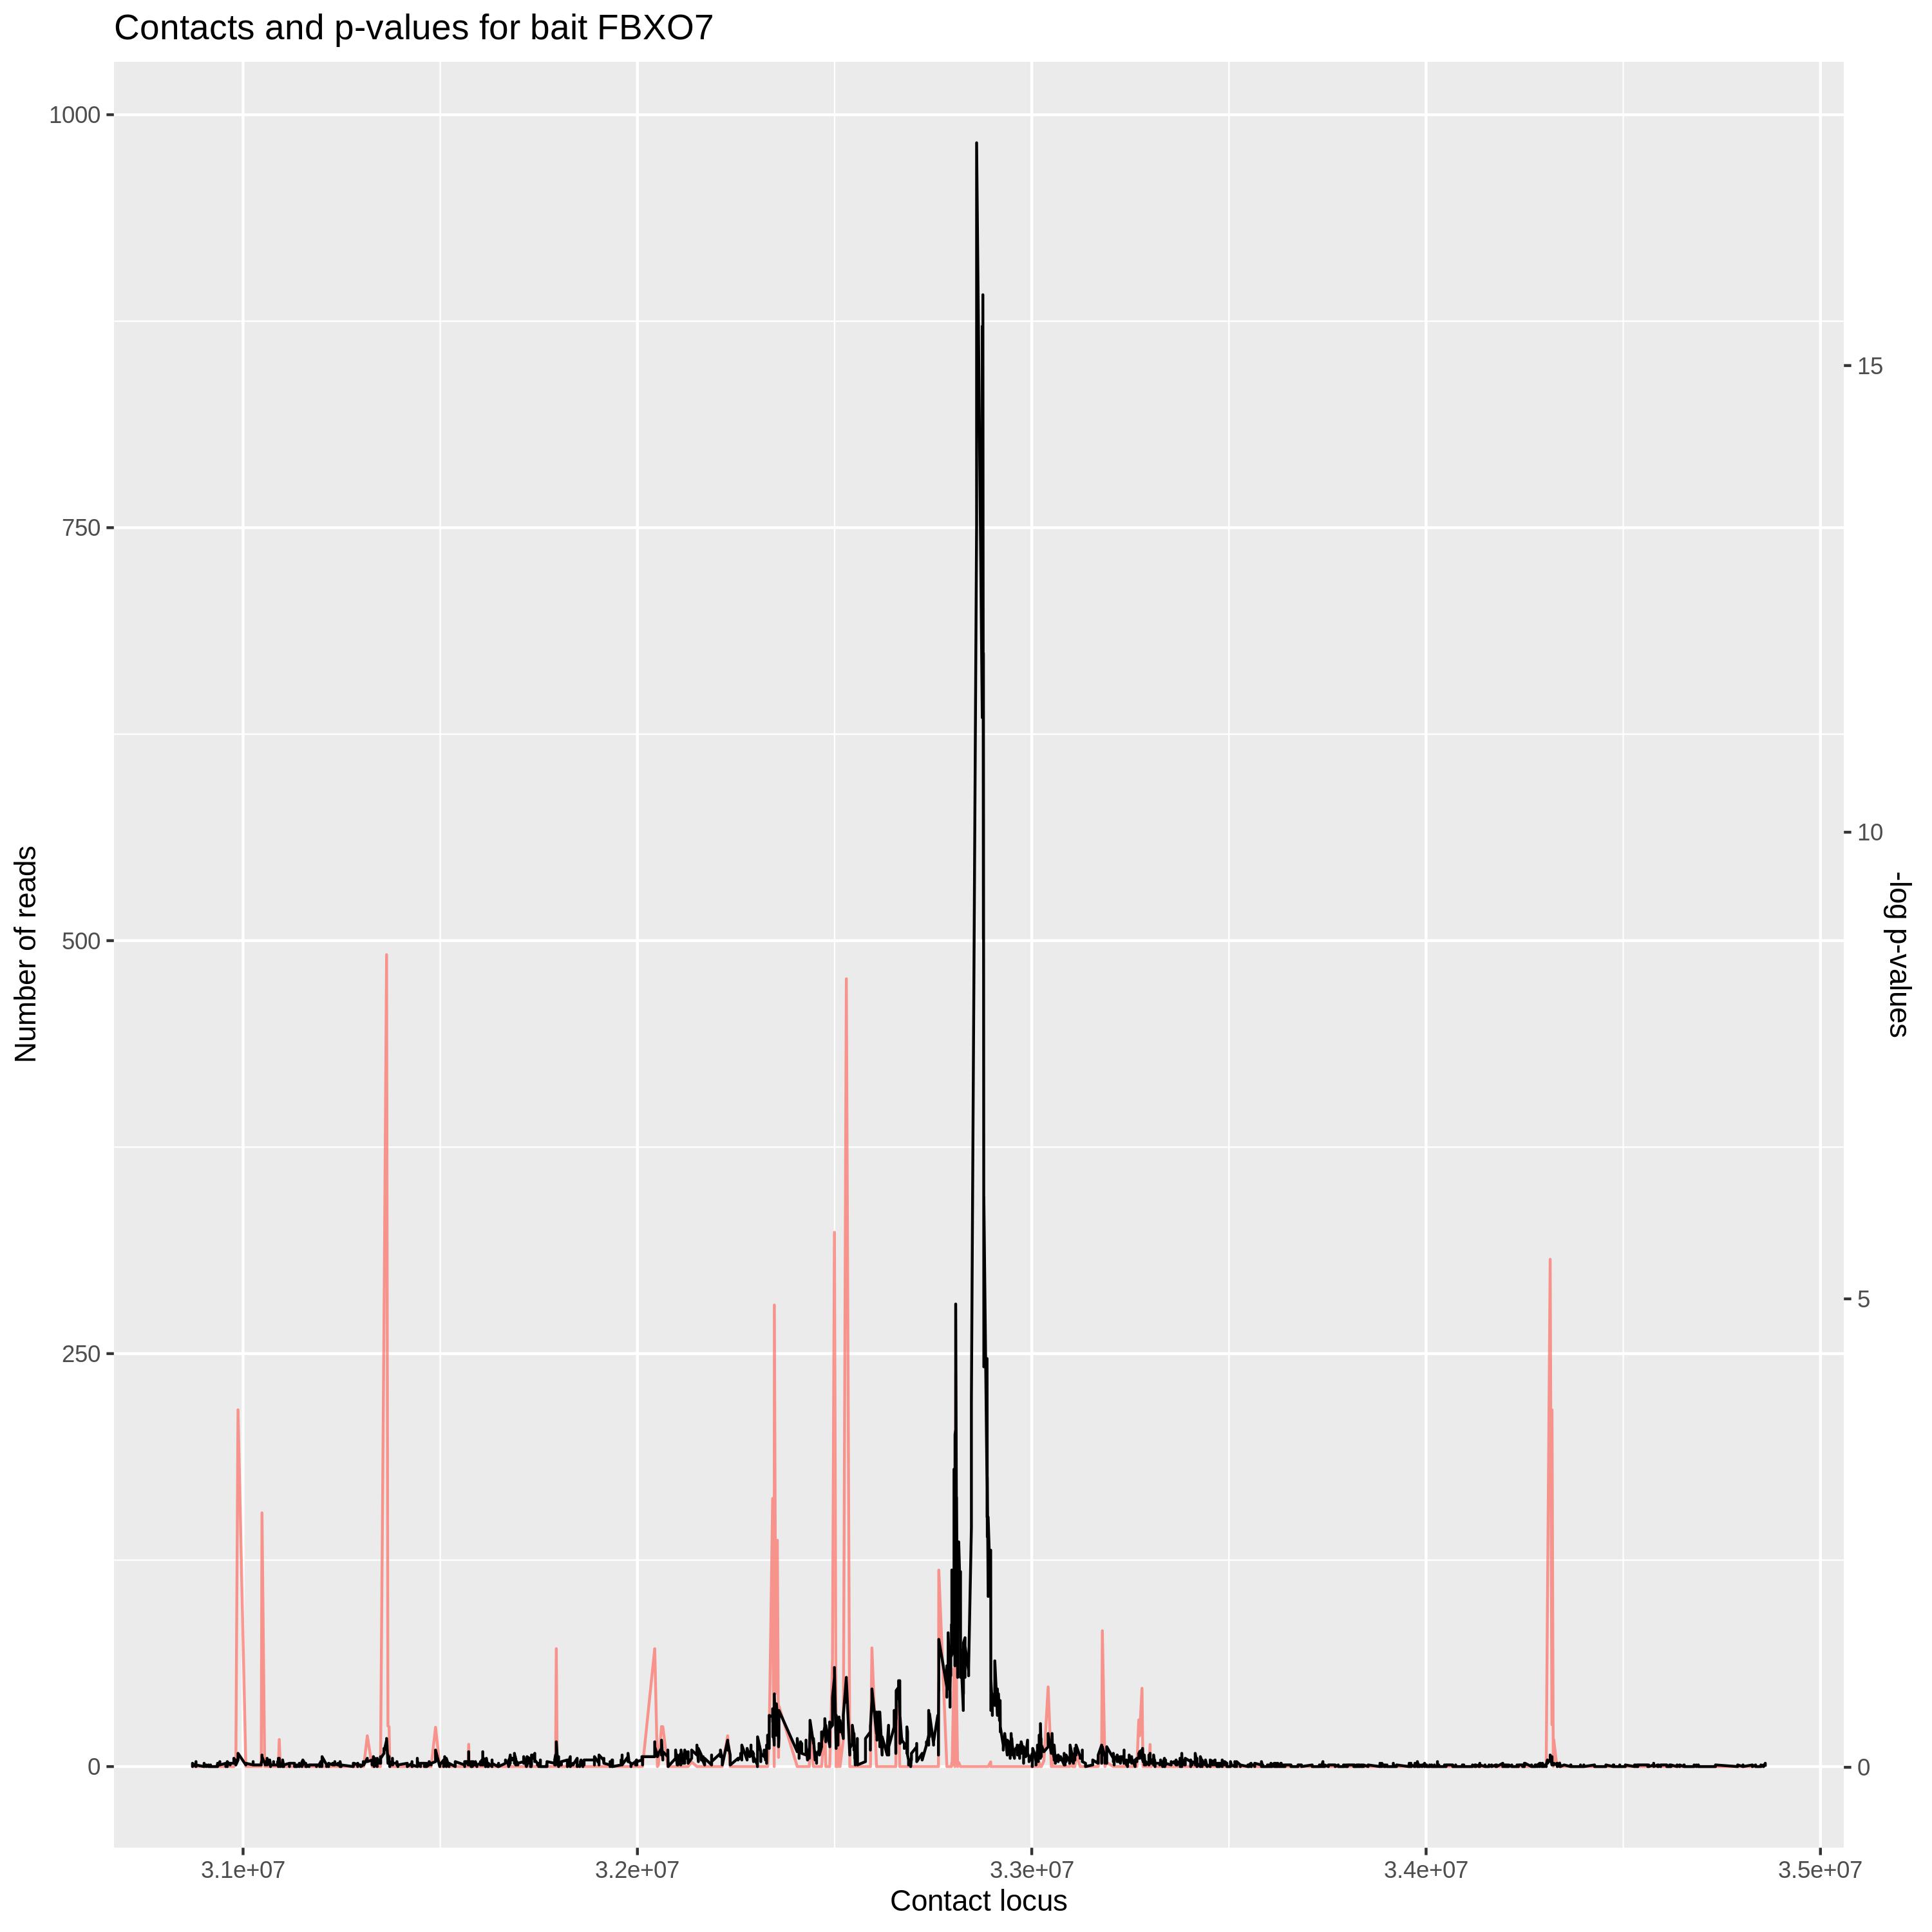 Contacts and p-values for bait FBXO7
1000
750
500
250
0
Number of reads
15
10
5
0
-log p-values
3.1e+07
3.2e+07
3.3e+07
3.4e+07
3.5e+07
Contact locus